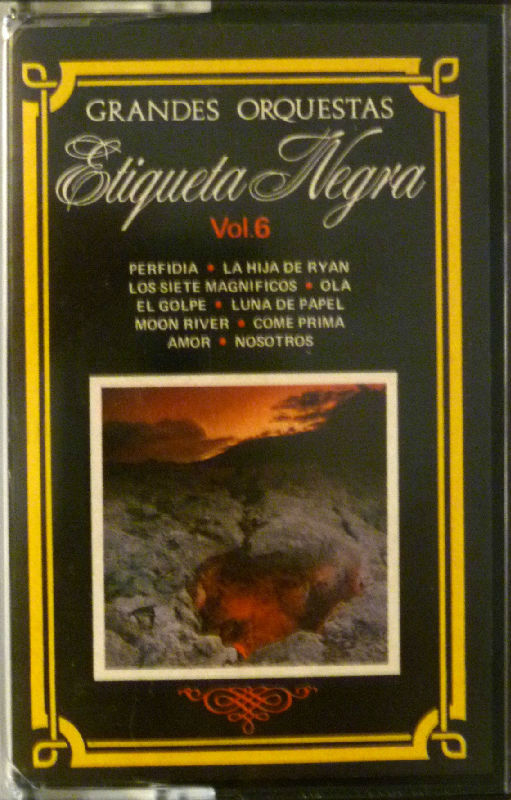 GRANDES ORQUESTAS
Etiqueta Negra
Vol.6
PERFIDIA • LA HIJA DE RYAN
LOS SIETE MAGNIFICOS • OLA
EL GOLPE • LUNA DE PAPEL
MOON RIVER • COME PRIMA
AMOR • NOSOTROS